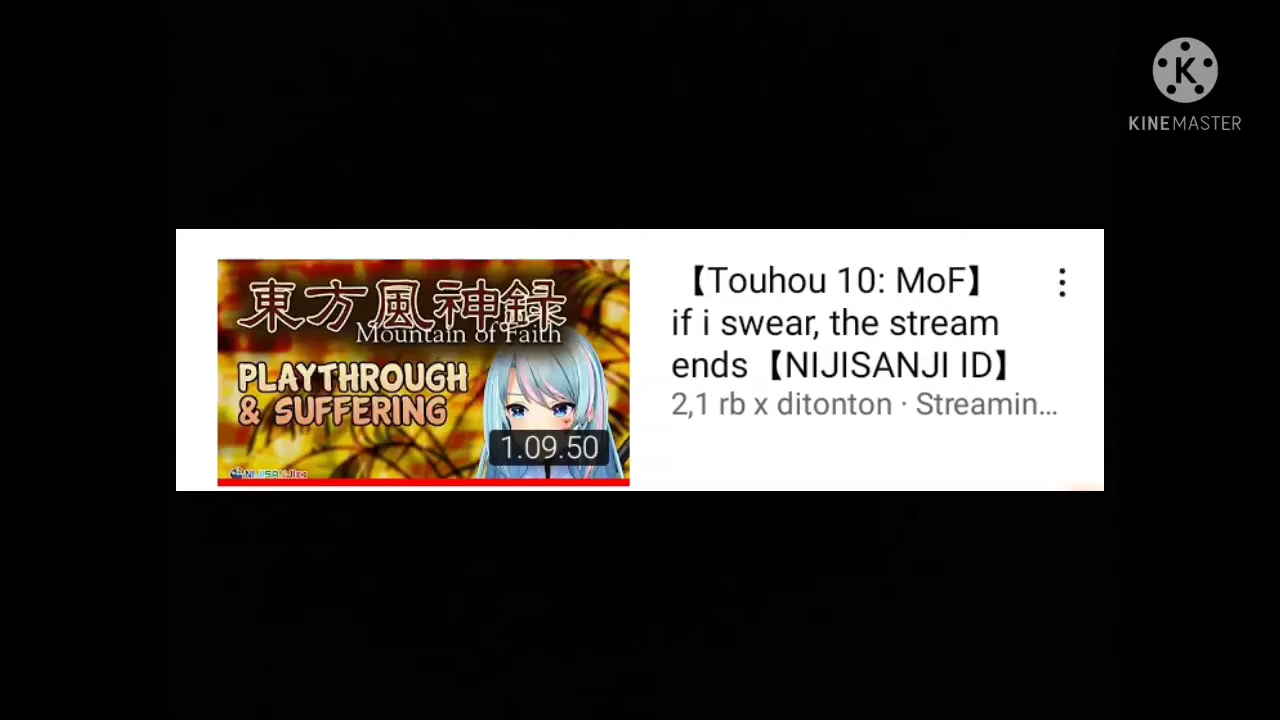 KINEMASTER
東方風神録
Mountain of Faith
PLAYTHROUGH
& SUFFERING
1.09.50
NIJISANJI
【Touhou 10: MoF】
if i swear, the stream
ends【NIJISANJI ID】
2,1 rb x ditonton · Streamin...